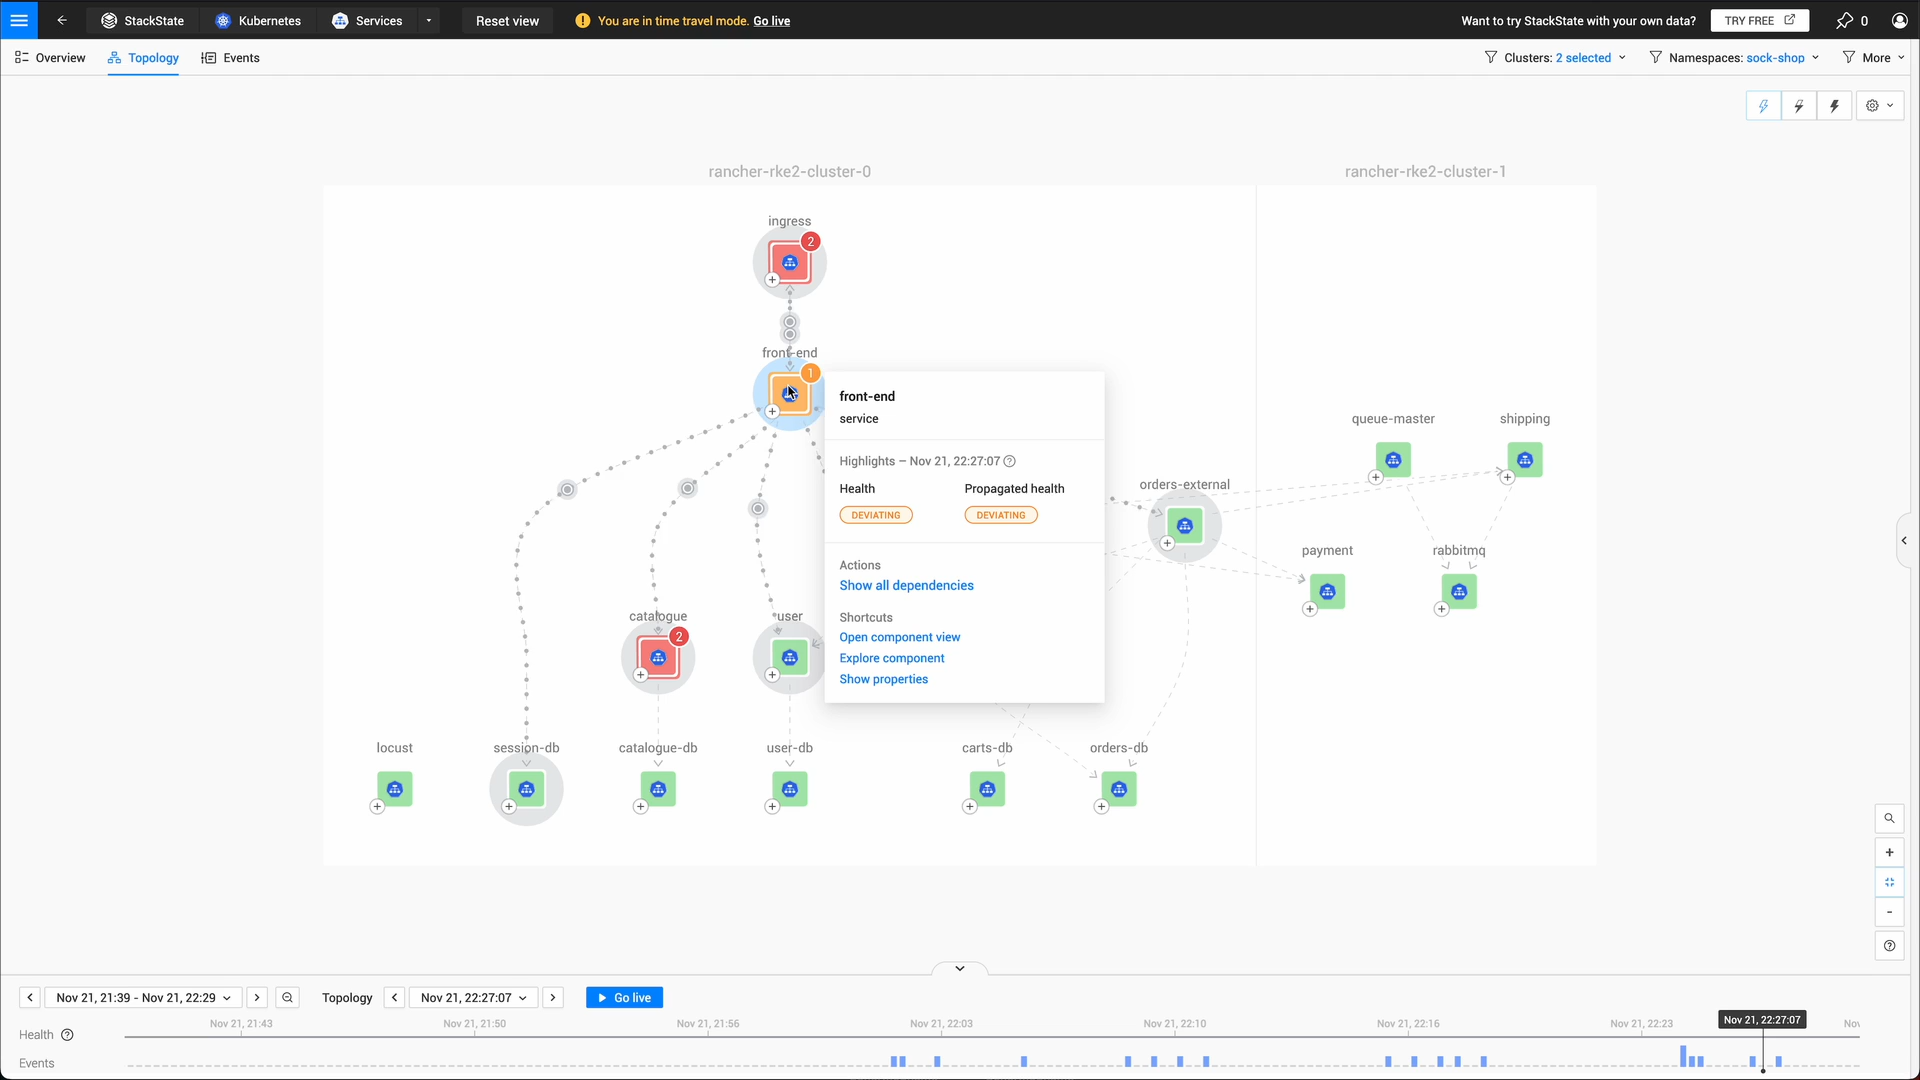 StackState
Kubernetes
Services
Reset view
You are in time travel mode. Go live
Want to try StackState with your own data?
TRY FREE
0
Overview
Topology
Events
Clusters: 2 selected
Namespaces: sock-shop
More
rancher-rke2-cluster-0
rancher-rke2-cluster-1
ingress
2
front-end
1
front-end
service
Highlights – Nov 21, 22:27:07
Health
Propagated health
DEVIATING
DEVIATING
Actions
Show all dependencies
Shortcuts
Open component view
Explore component
Show properties
queue-master
shipping
orders-external
payment
rabbitmq
catalogue
2
user
locust
session-db
catalogue-db
user-db
carts-db
orders-db
Nov 21, 21:39 - Nov 21, 22:29
Topology
Nov 21, 22:27:07
Go live
Nov 21, 21:43
Nov 21, 21:50
Nov 21, 21:56
Nov 21, 22:03
Nov 21, 22:10
Nov 21, 22:16
Nov 21, 22:23
Nov 21, 22:27:07
Health
Events